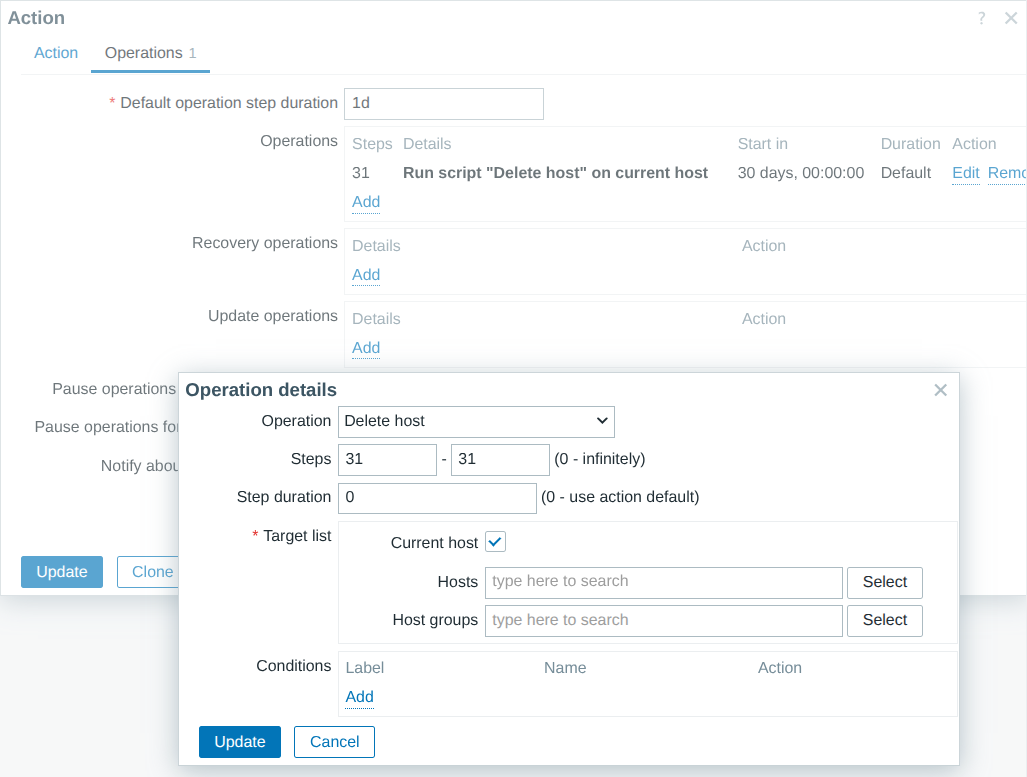 Action ?
Action Operations 1
* Default operation step duration 1d
Operations Steps Details Start in Duration Action
31 Run script "Delete host" on current host 30 days, 00:00:00 Default Edit Remo
Add
Recovery operations Details Action
Add
Update operations Details Action
Add
Pause operations
Pause operations for
Notify abou
Update Clone
Operation details
Operation Delete host
Steps 31 - 31 (0 - infinitely)
Step duration 0 (0 - use action default)
* Target list
Current host
Hosts type here to search Select
Host groups type here to search Select
Conditions Label Name Action
Add
Update Cancel